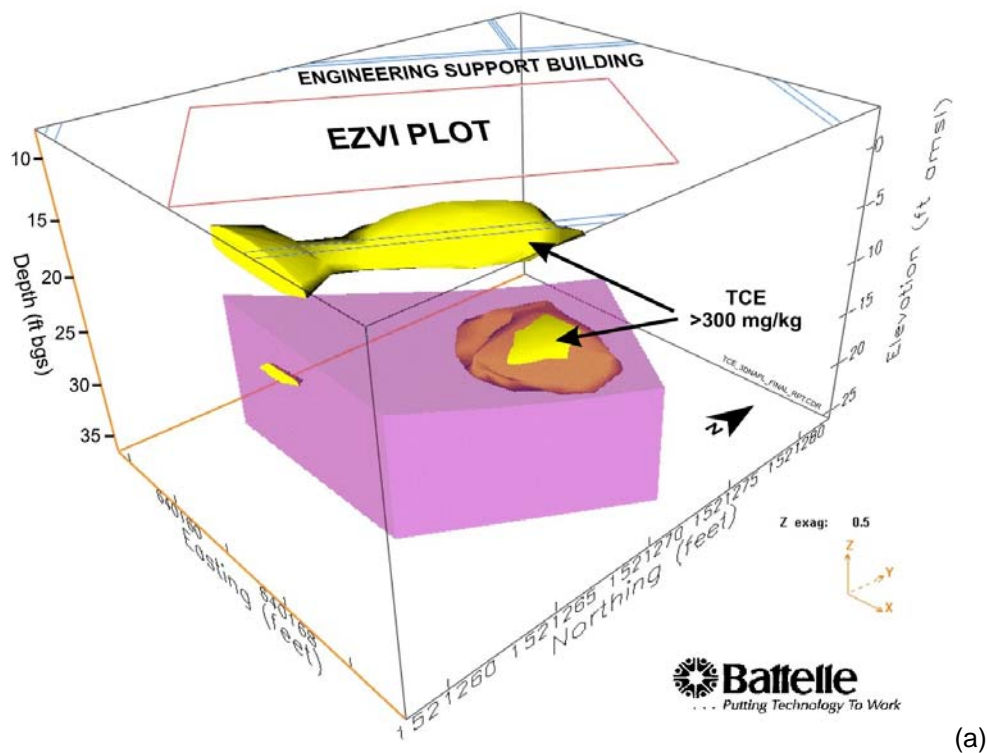 ENGINEERING SUPPORT BUILDING
EZVI PLOT
10
15
20
25
30
35
Depth (ft bgs)
0
-5
-10
-15
-20
-25
Elevation (ft amsl)
TCE
>300 mg/kg
TCE_3DNAPL_FINAL_RPT.CDR
N
640160
640168
Easting (feet)
1521260
1521265
1521270
1521275
1521280
Northing (feet)
Z exag: 0.5
Z
Y
X
Battelle
. . . Putting Technology To Work
(a)